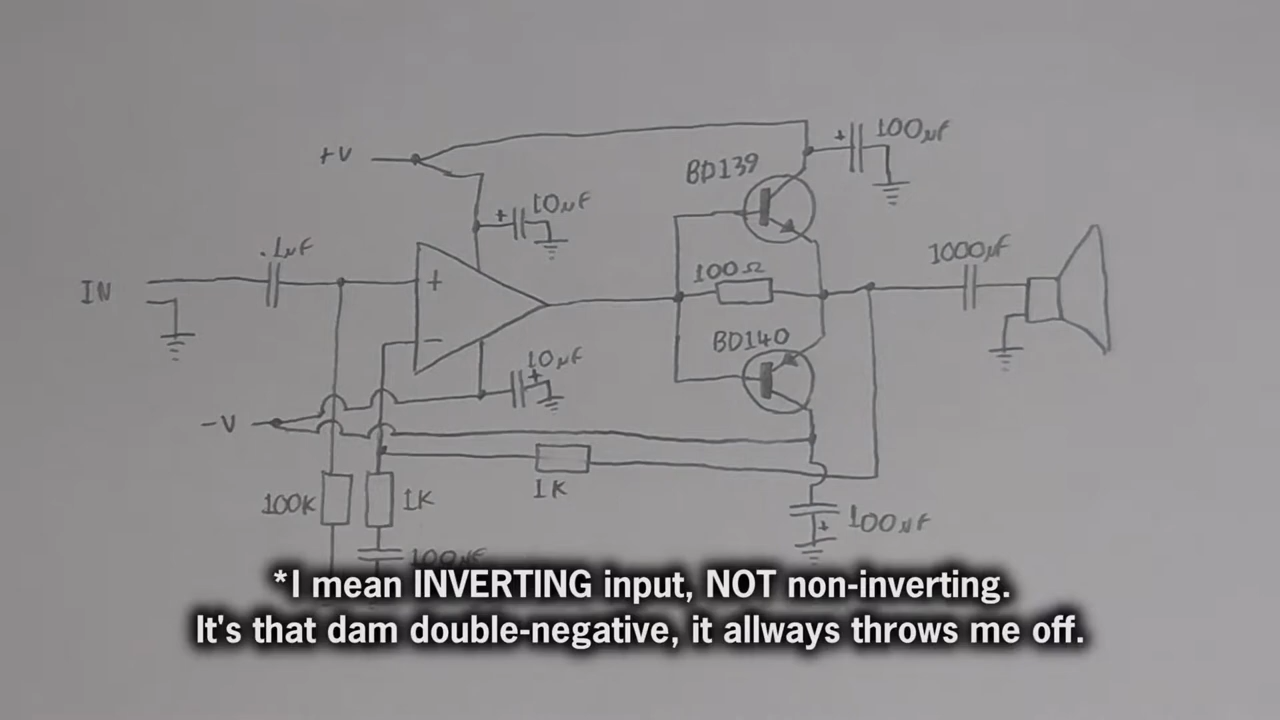 +V
100µF
BD139
10µF
.1µF
IN
+
100Ω
1000µF
BD140
−
10µF
-V
100K
1K
1K
100µF
100µF
*I mean INVERTING input, NOT non-inverting.
It's that dam double-negative, it allways throws me off.